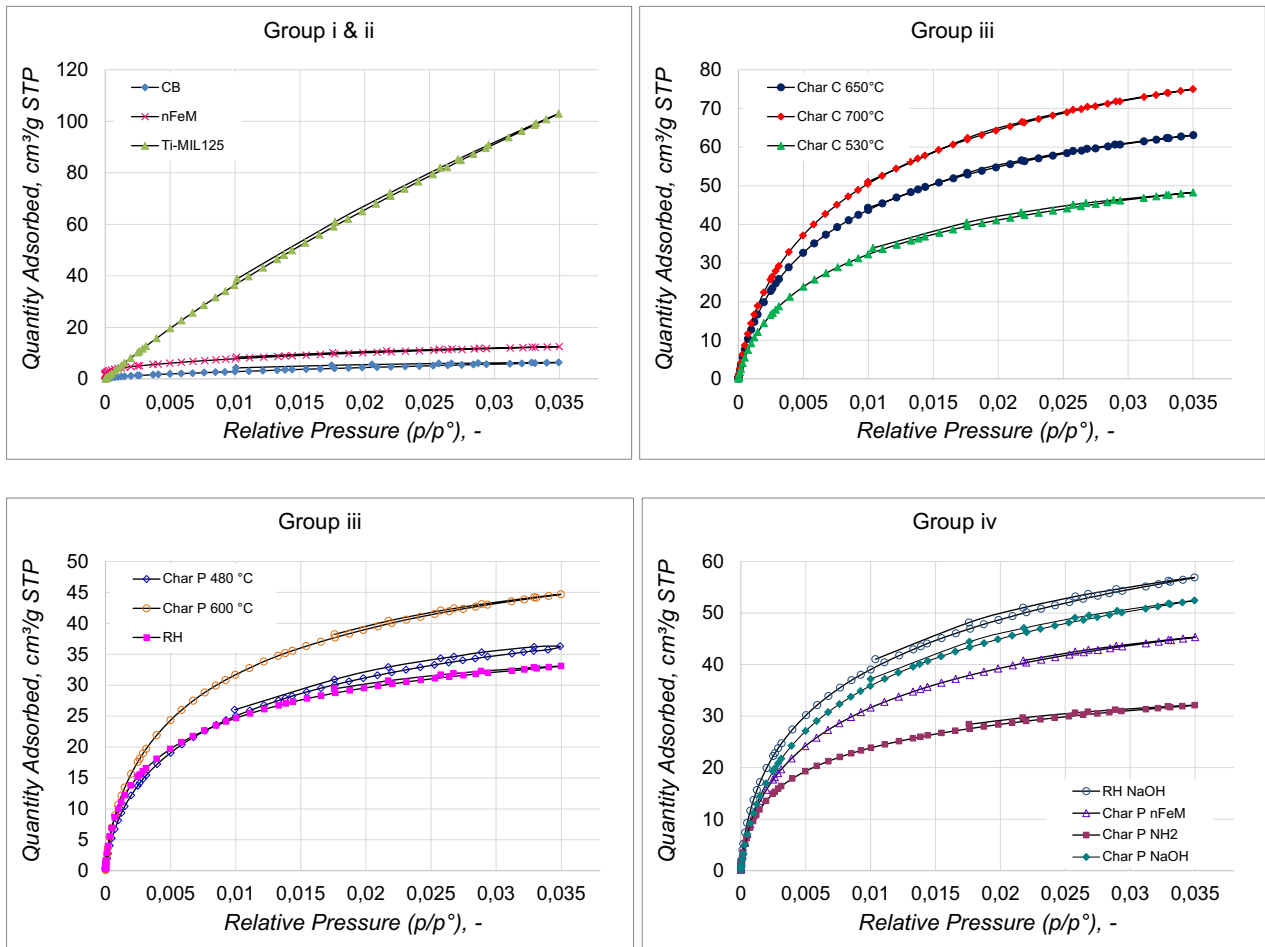 Group i & ii
Quantity Adsorbed, cm³/g STP
120
100
80
60
40
20
0
CB
nFeM
Ti-MIL125
0 0,005 0,01 0,015 0,02 0,025 0,03 0,035
Relative Pressure (p/p°), -
Group iii
Quantity Adsorbed, cm³/g STP
80
70
60
50
40
30
20
10
0
Char C 650°C
Char C 700°C
Char C 530°C
0 0,005 0,01 0,015 0,02 0,025 0,03 0,035
Relative Pressure (p/p°), -
Group iii
Quantity Adsorbed, cm³/g STP
50
45
40
35
30
25
20
15
10
5
0
Char P 480 °C
Char P 600 °C
RH
0 0,005 0,01 0,015 0,02 0,025 0,03 0,035
Relative Pressure (p/p°), -
Group iv
Quantity Adsorbed, cm³/g STP
60
50
40
30
20
10
0
RH NaOH
Char P nFeM
Char P NH2
Char P NaOH
0 0,005 0,01 0,015 0,02 0,025 0,03 0,035
Relative Pressure (p/p°), -